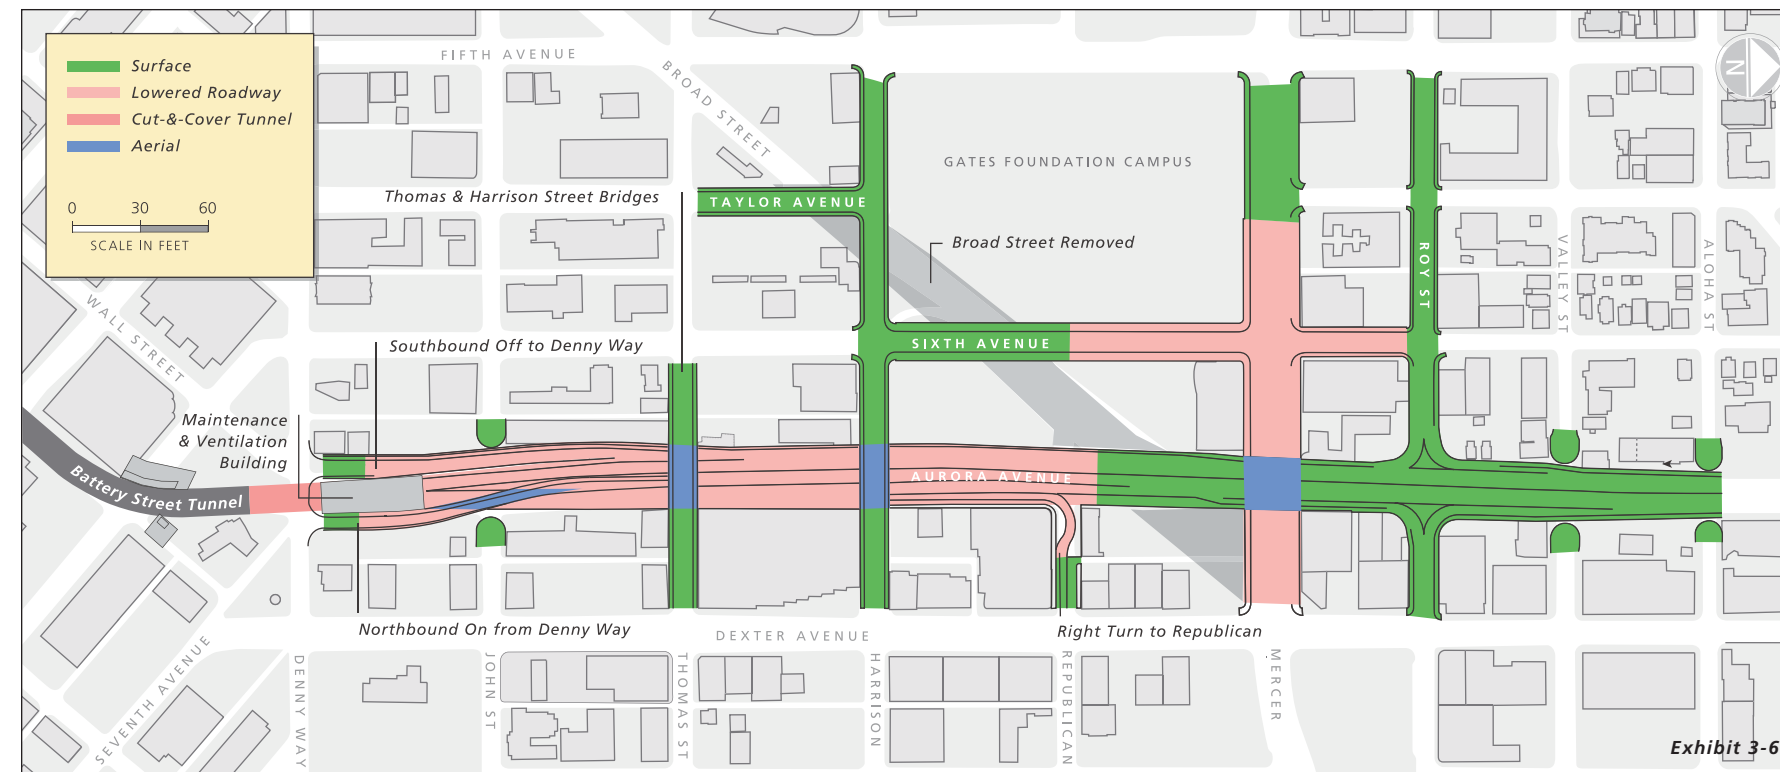 FIFTH AVENUE
BROAD STREET
Surface
Lowered Roadway
Cut-&-Cover Tunnel
Aerial
0 30 60
SCALE IN FEET
N
GATES FOUNDATION CAMPUS
Thomas & Harrison Street Bridges
TAYLOR AVENUE
Broad Street Removed
ROY ST
VALLEY ST
ALOHA ST
WALL STREET
Southbound Off to Denny Way
SIXTH AVENUE
Maintenance
& Ventilation
Building
Battery Street Tunnel
AURORA AVENUE
Northbound On from Denny Way
DEXTER AVENUE
Right Turn to Republican
SEVENTH AVENUE
DENNY WAY
JOHN ST
THOMAS ST
HARRISON
REPUBLICAN
MERCER
Exhibit 3-6